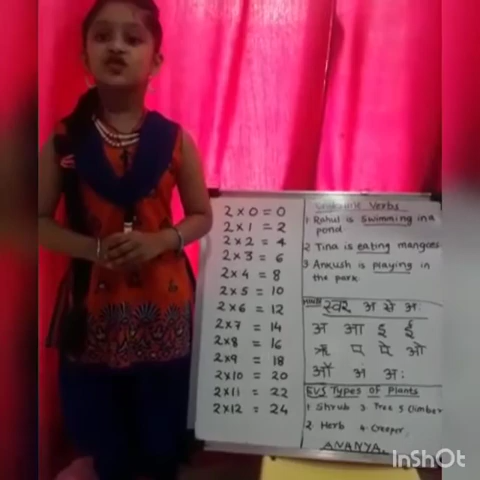 2 × 0 = 0
2 × 1 = 2
2 × 2 = 4
2 × 3 = 6
2 × 4 = 8
2 × 5 = 10
2 × 6 = 12
2 × 7 = 14
2 × 8 = 16
2 × 9 = 18
2 × 10 = 20
2 × 11 = 22
2 × 12 = 24
Verbs
1 Rahul is Swimming in a
pond
2 Tina is eating mangoes
3 Ankush is playing in
the park.
HINDI स्वर अ से अः
अ आ इ ई
ऋ ए ऐ ओ
औ अं अः
EVS Types of Plants
1 Shrub 3 Tree 5 Climber
2 Herb 4 Creeper.
ANANYA.
InShOt